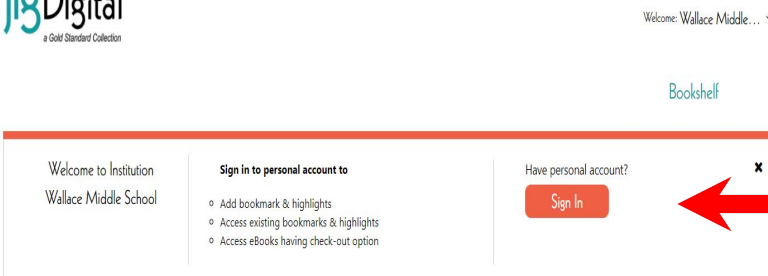 jlgDigital
a Gold Standard Collection
Welcome: Wallace Middle...
Bookshelf
Welcome to Institution
Wallace Middle School
Sign in to personal account to
Add bookmark & highlights
Access existing bookmarks & highlights
Access eBooks having check-out option
Have personal account?
Sign In